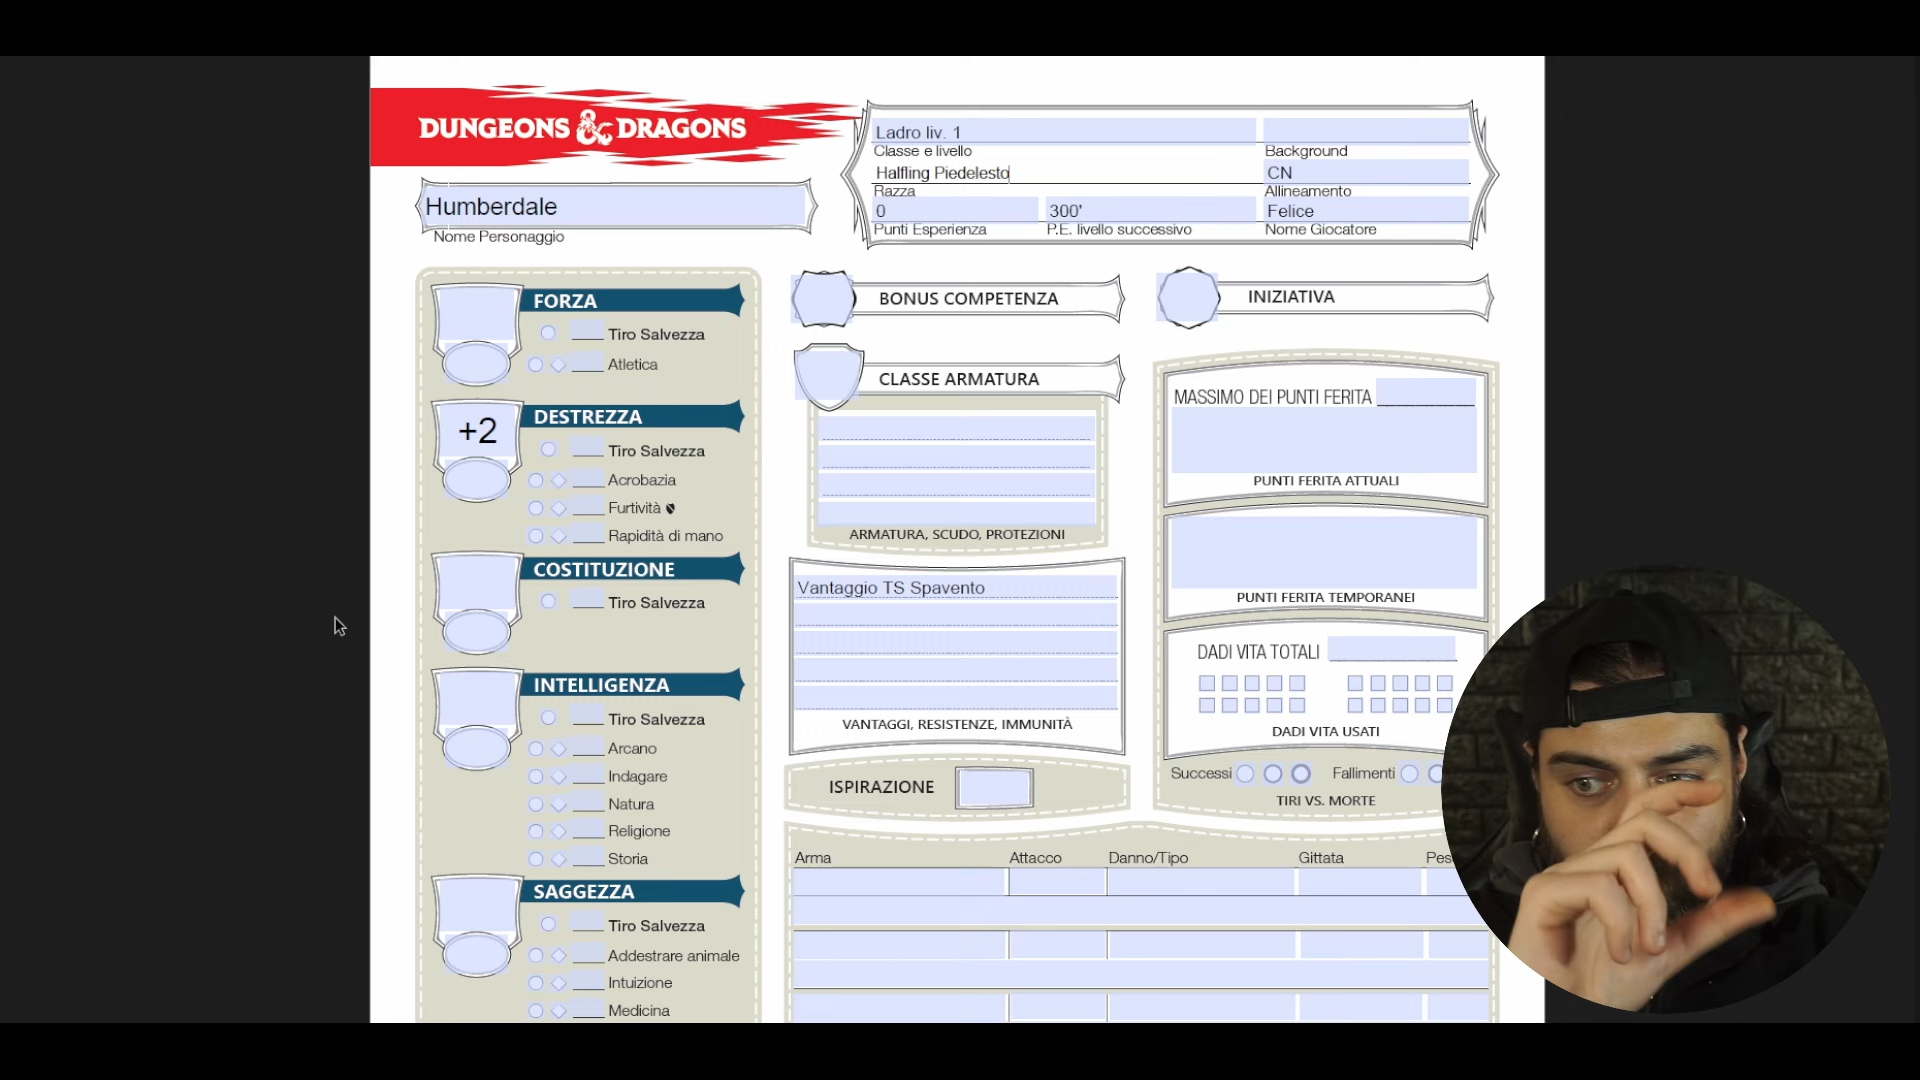 DUNGEONS & DRAGONS
Ladro liv. 1
Classe e livello
Background
Halfling Piedelesto
CN
Razza
Allineamento
0
300'
Felice
Punti Esperienza
P.E. livello successivo
Nome Giocatore
Humberdale
Nome Personaggio
FORZA
Tiro Salvezza
Atletica
+2
DESTREZZA
Tiro Salvezza
Acrobazia
Furtività
Rapidità di mano
COSTITUZIONE
Tiro Salvezza
INTELLIGENZA
Tiro Salvezza
Arcano
Indagare
Natura
Religione
Storia
SAGGEZZA
Tiro Salvezza
Addestrare animale
Intuizione
Medicina
BONUS COMPETENZA
CLASSE ARMATURA
ARMATURA, SCUDO, PROTEZIONI
Vantaggio TS Spavento
VANTAGGI, RESISTENZE, IMMUNITÀ
ISPIRAZIONE
INIZIATIVA
MASSIMO DEI PUNTI FERITA
PUNTI FERITA ATTUALI
PUNTI FERITA TEMPORANEI
DADI VITA TOTALI
DADI VITA USATI
Successi
Fallimenti
TIRI VS. MORTE
Arma
Attacco
Danno/Tipo
Gittata